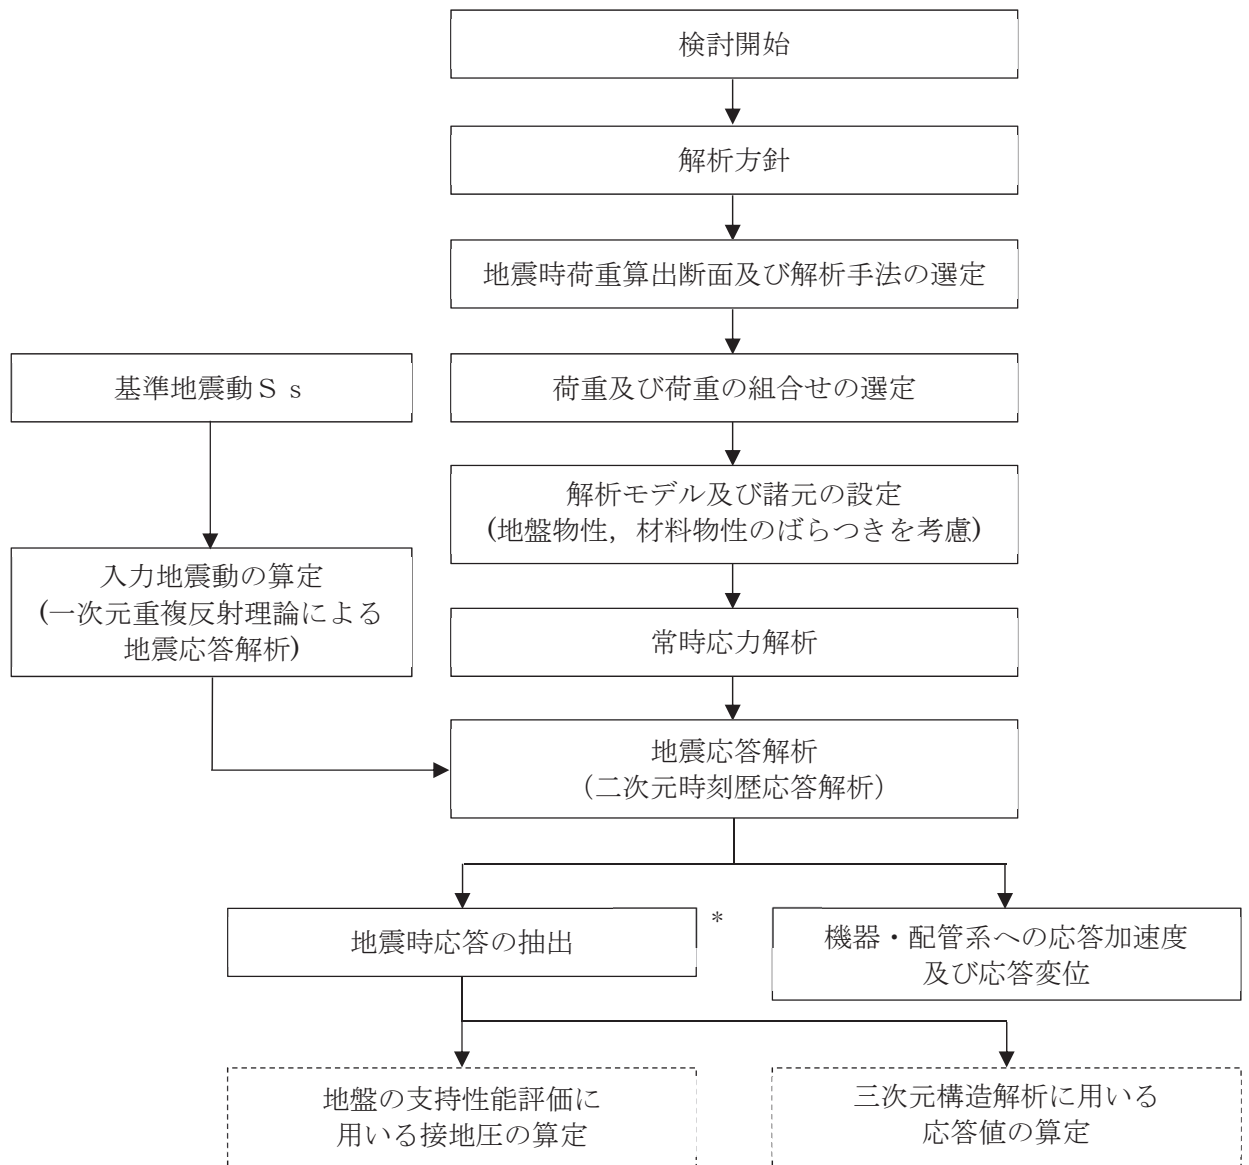 検討開始
解析方針
地震時荷重算出断面及び解析手法の選定
荷重及び荷重の組合せの選定
基準地震動Ｓｓ
解析モデル及び諸元の設定
(地盤物性，材料物性のばらつきを考慮)
入力地震動の算定
(一次元重複反射理論による
地震応答解析)
常時応力解析
地震応答解析
（二次元時刻歴応答解析）
地震時応答の抽出
*
機器・配管系への応答加速度
及び応答変位
地盤の支持性能評価に
用いる接地圧の算定
三次元構造解析に用いる
応答値の算定